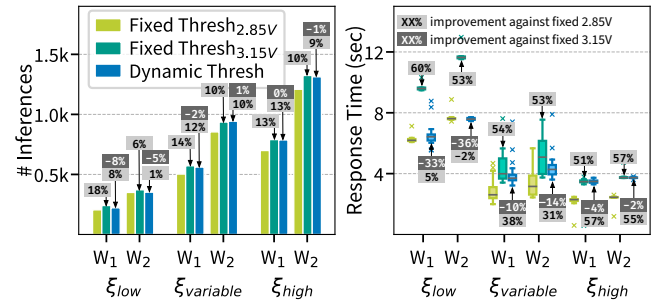 # Inferences
1.5k
1.0k
0.5k
Fixed Thresh2.85V
Fixed Thresh3.15V
Dynamic Thresh
18%
−8%
8%
6%
−5%
1%
14%
−2%
12%
10%
1%
10%
13%
0%
13%
10%
−1%
9%
W1 W2 W1 W2 W1 W2
ξlow ξvariable ξhigh
Response Time (sec)
12
8
4
XX% improvement against fixed 2.85V
XX% improvement against fixed 3.15V
60%
−33%
5%
53%
−36%
−2%
54%
−10%
38%
53%
−14%
31%
51%
−4%
57%
57%
−2%
55%
W1 W2 W1 W2 W1 W2
ξlow ξvariable ξhigh